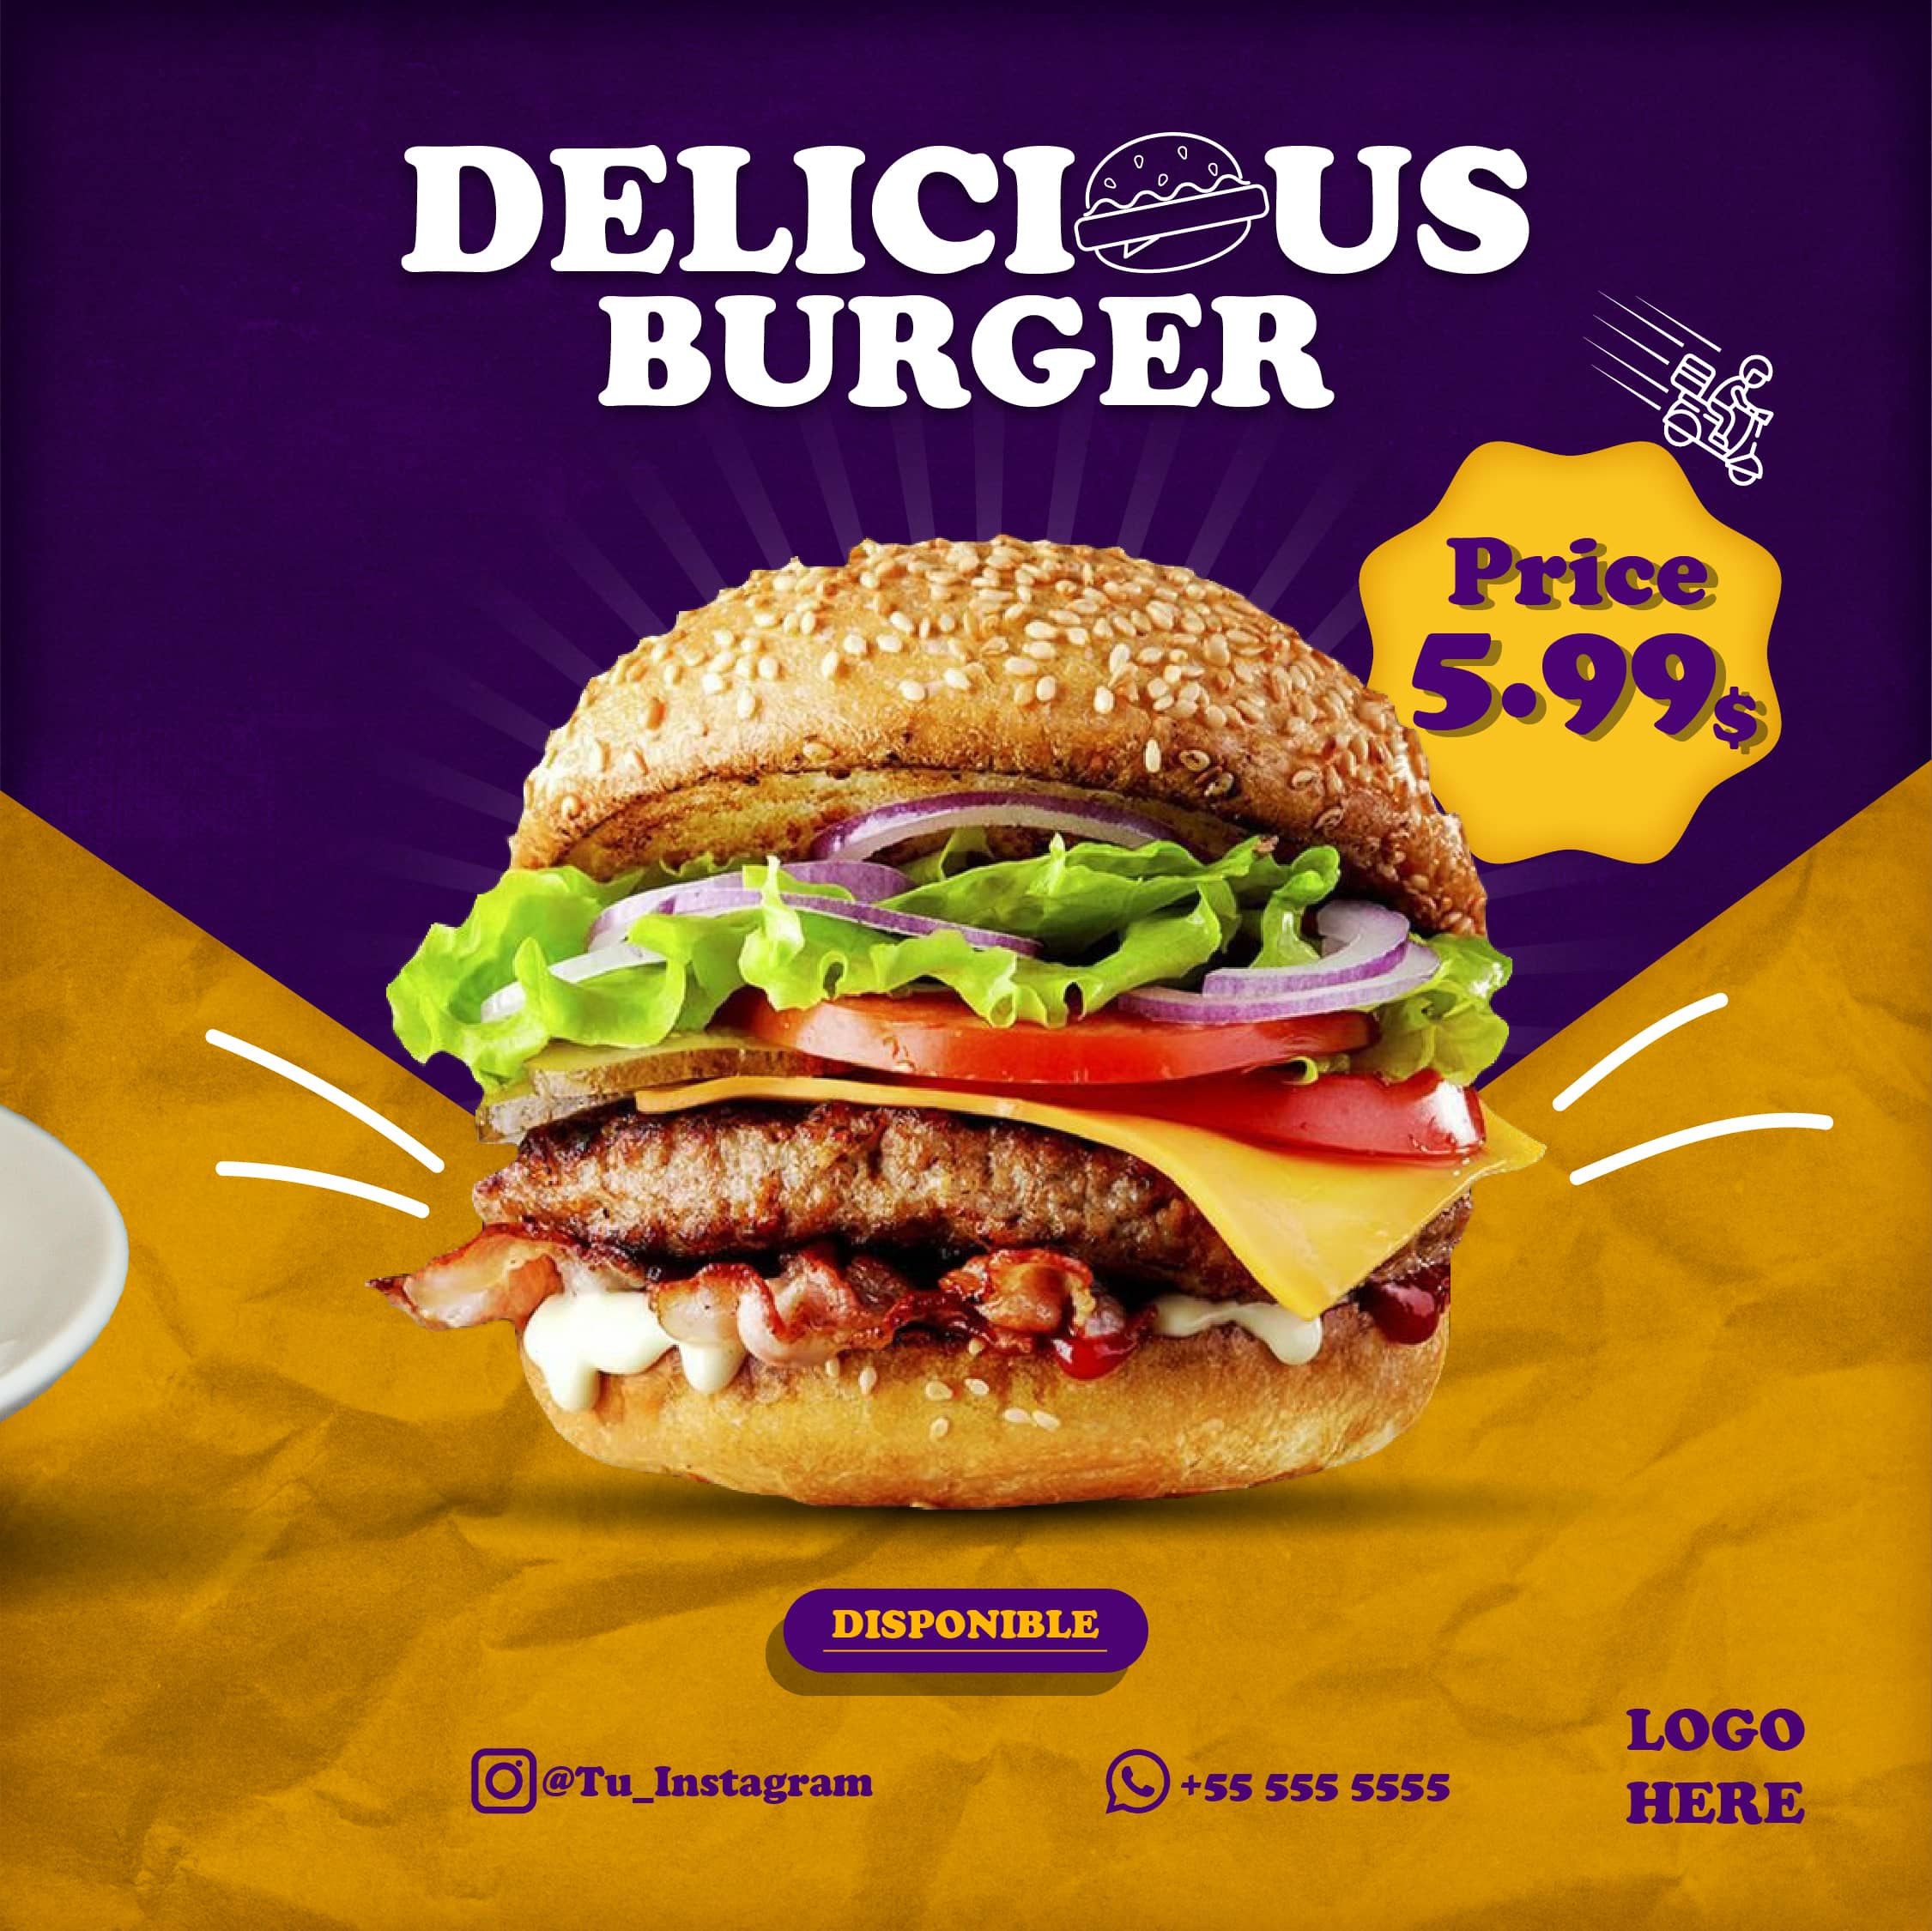 DELICIOUS
BURGER
Price
5.99$
DISPONIBLE
@Tu_Instagram
+55 555 5555
LOGO
HERE